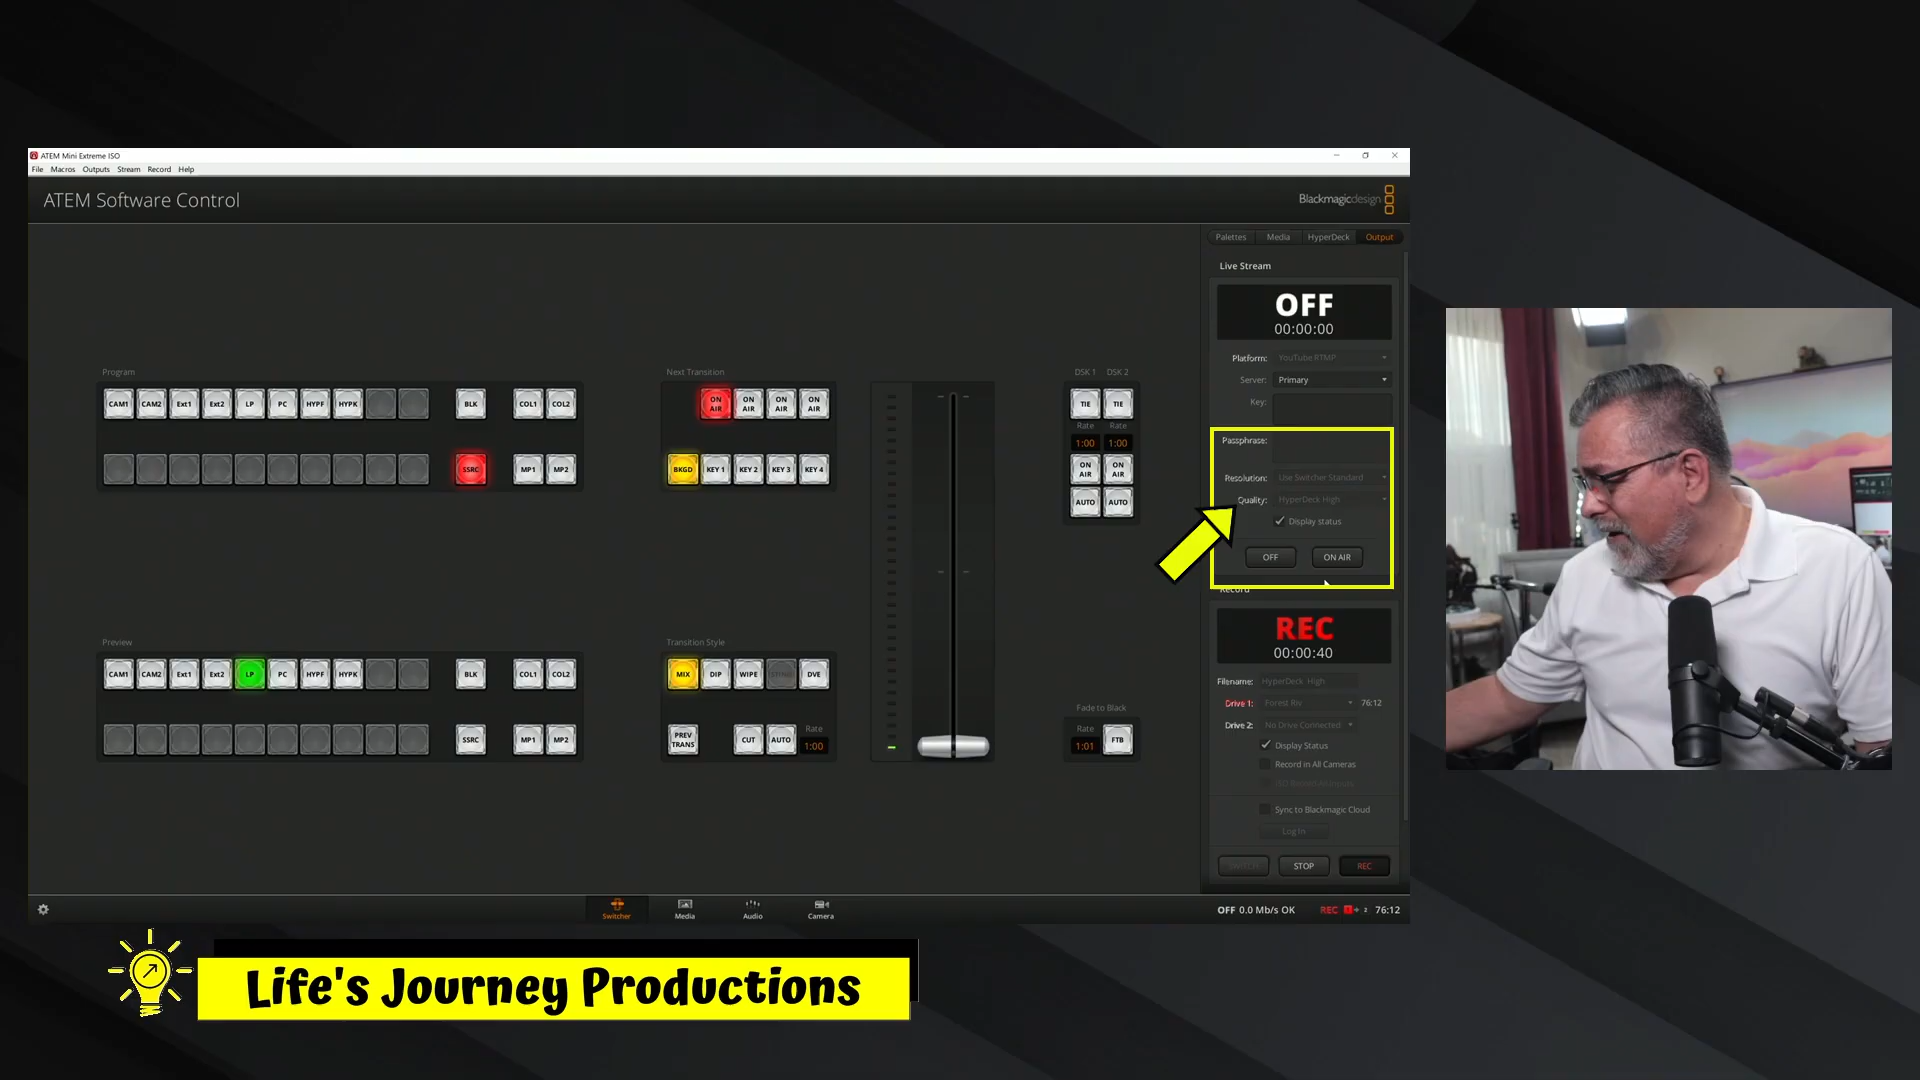 ATEM Mini Extreme ISO
File Macros Outputs Stream Record Help
ATEM Software Control
Blackmagicdesign
Palettes Media HyperDeck Output
Live Stream
OFF
00:00:00
Platform: YouTube RTMP
Server: Primary
Key:
Passphrase:
Resolution: Use Switcher Standard
Quality: HyperDeck High
Display status
OFF ON AIR
Record
REC
00:00:40
Filename: HyperDeck High
Drive 1: Forest Riv 76:12
Drive 2: No Drive Connected
Display Status
Record in All Cameras
Sync to Blackmagic Cloud
Log In
STOP REC
Program
CAM1 CAM2 Ext1 Ext2 LP PC HYPF HYPK BLK COL1 COL2
SSRC MP1 MP2
Next Transition
ON AIR ON AIR ON AIR ON AIR
BKGD KEY 1 KEY 2 KEY 3 KEY 4
DSK 1 DSK 2
TIE TIE
Rate Rate
1:00 1:00
ON AIR ON AIR
AUTO AUTO
Preview
CAM1 CAM2 Ext1 Ext2 LP PC HYPF HYPK BLK COL1 COL2
SSRC MP1 MP2
Transition Style
MIX DIP WIPE DVE
PREV TRANS CUT AUTO Rate
1:00
Fade to Black
Rate
1:01 FTB
Switcher Media Audio Camera
OFF 0.0 Mb/s OK REC 1 2 76:12
Life's Journey Productions